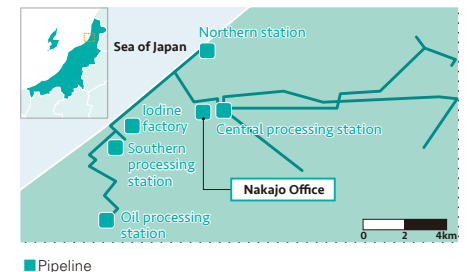 Northern station
Sea of Japan
Iodine
factory
Central processing station
Southern
processing
station
Nakajo Office
Oil processing
station
0 2 4km
Pipeline